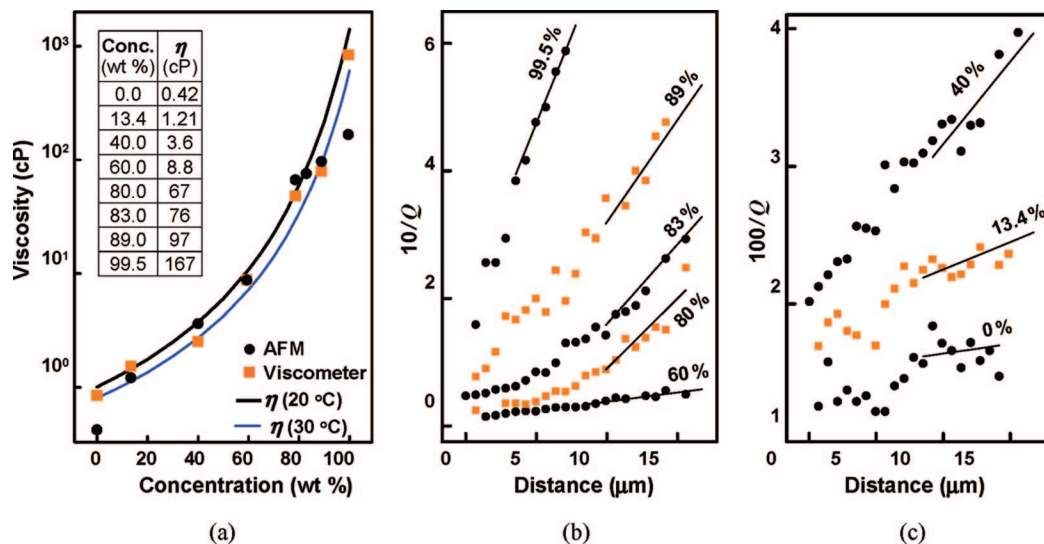 Viscosity (cP)
10³
10²
10¹
10⁰
Conc. (wt %) η (cP)
0.0 0.42
13.4 1.21
40.0 3.6
60.0 8.8
80.0 67
83.0 76
89.0 97
99.5 167
AFM
Viscometer
η (20 °C)
η (30 °C)
0 20 40 60 80 100
Concentration (wt %)
(a)
10/Q
6
4
2
0
99.5 %
89 %
83 %
80 %
60 %
0 5 10 15
Distance (μm)
(b)
100/Q
4
3
2
1
40 %
13.4 %
0 %
0 5 10 15
Distance (μm)
(c)